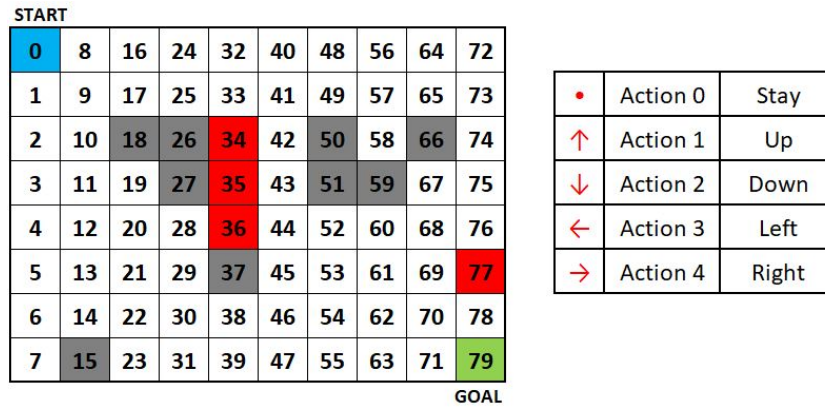 START
0 8 16 24 32 40 48 56 64 72
1 9 17 25 33 41 49 57 65 73
2 10 18 26 34 42 50 58 66 74
3 11 19 27 35 43 51 59 67 75
4 12 20 28 36 44 52 60 68 76
5 13 21 29 37 45 53 61 69 77
6 14 22 30 38 46 54 62 70 78
7 15 23 31 39 47 55 63 71 79
GOAL
• Action 0 Stay
↑ Action 1 Up
↓ Action 2 Down
← Action 3 Left
→ Action 4 Right